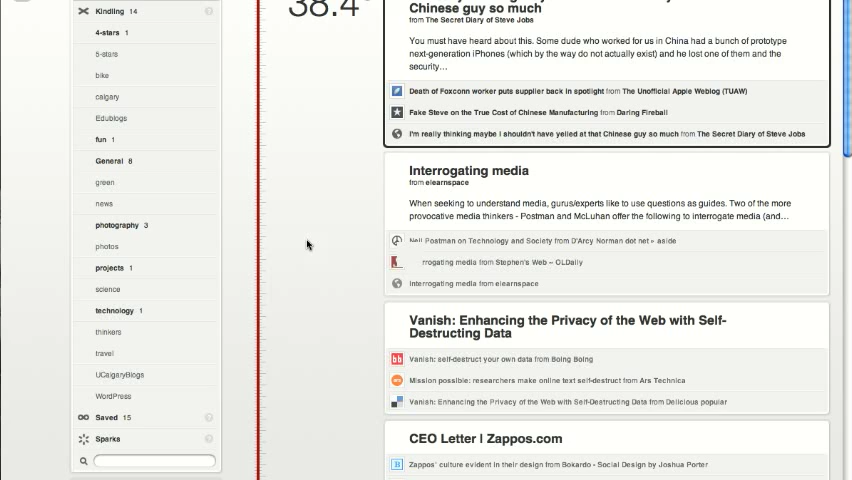 Kindling 14
4-stars 1
5-stars
bike
calgary
Edublogs
fun 1
General 8
green
news
photography 3
photos
projects 1
science
technology 1
thinkers
travel
UCalgaryBlogs
WordPress
Saved 15
Sparks
38.4°
Chinese guy so much
from The Secret Diary of Steve Jobs
You must have heard about this. Some dude who worked for us in China had a bunch of prototype
next-generation iPhones (which by the way do not actually exist) and he lost one of them and the
security…
Death of Foxconn worker puts supplier back in spotlight from The Unofficial Apple Weblog (TUAW)
Fake Steve on the True Cost of Chinese Manufacturing from Daring Fireball
I'm really thinking maybe I shouldn't have yelled at that Chinese guy so much from The Secret Diary of Steve Jobs
Interrogating media
from elearnspace
When seeking to understand media, gurus/experts like to use questions as guides. Two of the more
provocative media thinkers - Postman and McLuhan offer the following to interrogate media (and…
Neil Postman on Technology and Society from D'Arcy Norman dot net » aside
rrogating media from Stephen's Web ~ OLDaily
Interrogating media from elearnspace
Vanish: Enhancing the Privacy of the Web with Self-
Destructing Data
bb Vanish: self-destruct your own data from Boing Boing
Mission possible: researchers make online text self-destruct from Ars Technica
Vanish: Enhancing the Privacy of the Web with Self-Destructing Data from Delicious popular
CEO Letter | Zappos.com
B Zappos' culture evident in their design from Bokardo - Social Design by Joshua Porter